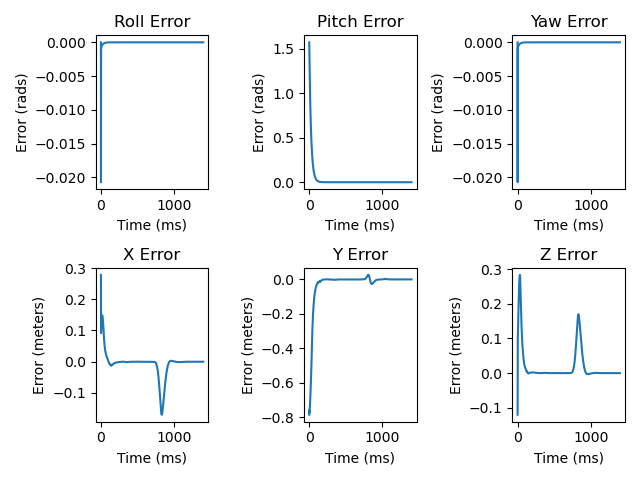 Roll Error
Pitch Error
Yaw Error
Error (rads)
0.000
−0.005
−0.010
−0.015
−0.020
0
1000
Time (ms)
Error (rads)
1.5
1.0
0.5
0.0
0
1000
Time (ms)
Error (rads)
0.000
−0.005
−0.010
−0.015
−0.020
0
1000
Time (ms)
X Error
Y Error
Z Error
Error (meters)
0.3
0.2
0.1
0.0
−0.1
0
1000
Time (ms)
Error (meters)
0.0
−0.2
−0.4
−0.6
−0.8
0
1000
Time (ms)
Error (meters)
0.3
0.2
0.1
0.0
−0.1
0
1000
Time (ms)